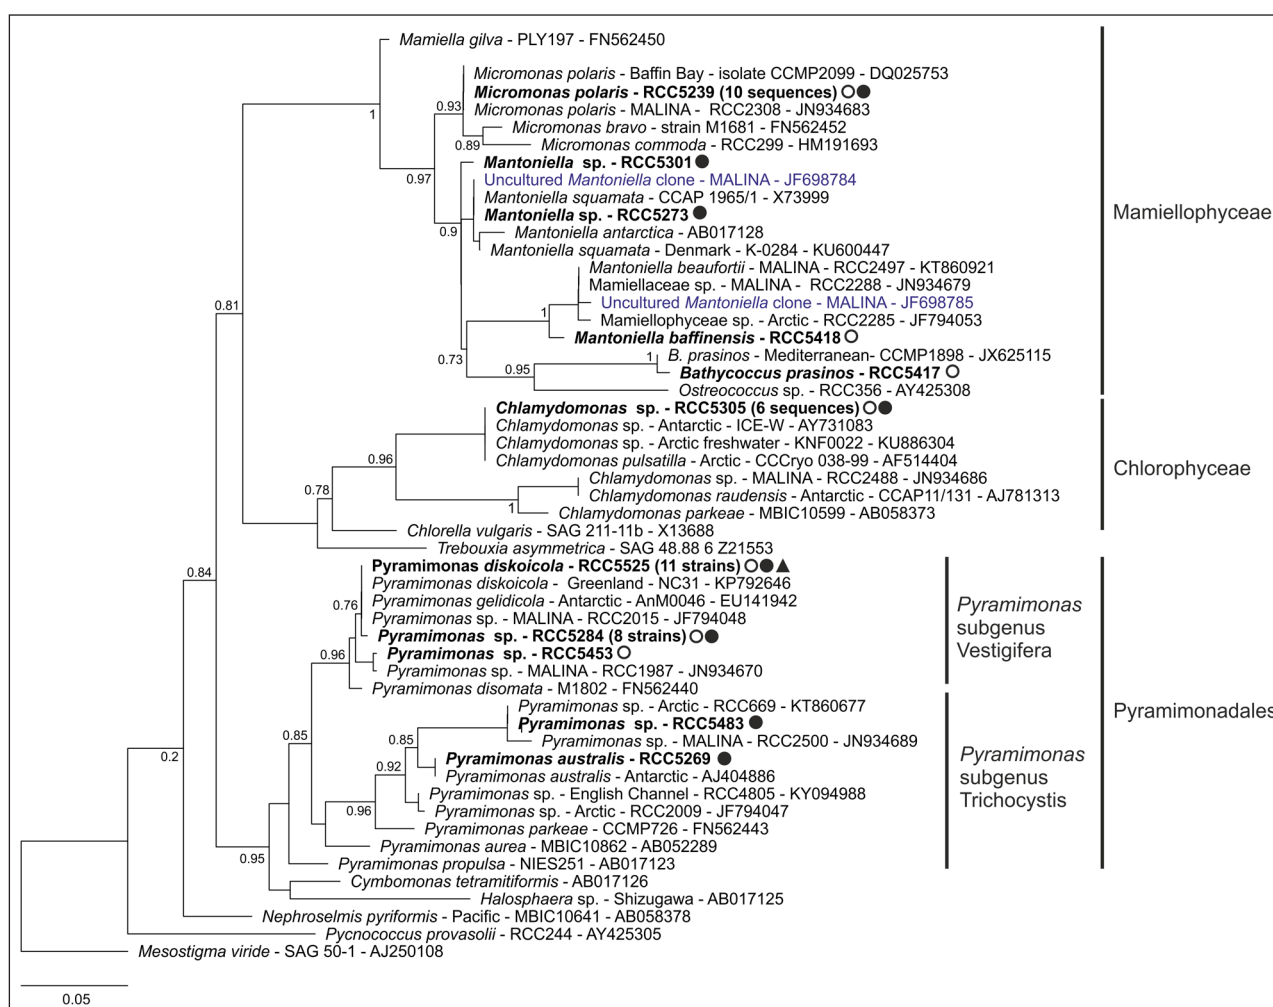 Mamiella gilva - PLY197 - FN562450
Micromonas polaris - Baffin Bay - isolate CCMP2099 - DQ025753
0.93
Micromonas polaris - RCC5239 (10 sequences)
Micromonas polaris - MALINA - RCC2308 - JN934683
1
Micromonas bravo - strain M1681 - FN562452
0.89
Micromonas commoda - RCC299 - HM191693
Mantoniella sp. - RCC5301
0.97
Uncultured Mantoniella clone - MALINA - JF698784
Mantoniella squamata - CCAP 1965/1 - X73999
Mantoniella sp. - RCC5273
Mamiellophyceae
0.9
Mantoniella antarctica - AB017128
Mantoniella squamata - Denmark - K-0284 - KU600447
Mantoniella beaufortii - MALINA - RCC2497 - KT860921
Mamiellaceae sp. - MALINA - RCC2288 - JN934679
0.81
Uncultured Mantoniella clone - MALINA - JF698785
1
Mamiellophyceae sp. - Arctic - RCC2285 - JF794053
Mantoniella baffinensis - RCC5418
0.73
1
B. prasinos - Mediterranean- CCMP1898 - JX625115
0.95
Bathycoccus prasinos - RCC5417
Ostreococcus sp. - RCC356 - AY425308
Chlamydomonas sp. - RCC5305 (6 sequences)
Chlamydomonas sp. - Antarctic - ICE-W - AY731083
Chlamydomonas sp. - Arctic freshwater - KNF0022 - KU886304
0.96
Chlamydomonas pulsatilla - Arctic - CCCryo 038-99 - AF514404
Chlorophyceae
Chlamydomonas sp. - MALINA - RCC2488 - JN934686
0.78
Chlamydomonas raudensis - Antarctic - CCAP11/131 - AJ781313
1
Chlamydomonas parkeae - MBIC10599 - AB058373
Chlorella vulgaris - SAG 211-11b - X13688
Trebouxia asymmetrica - SAG 48.88 6 Z21553
0.84
Pyramimonas diskoicola - RCC5525 (11 strains)
Pyramimonas diskoicola - Greenland - NC31 - KP792646
0.76
Pyramimonas gelidicola - Antarctic - AnM0046 - EU141942
Pyramimonas sp. - MALINA - RCC2015 - JF794048
Pyramimonas sp. - RCC5284 (8 strains)
0.96
Pyramimonas sp. - RCC5453
Pyramimonas sp. - MALINA - RCC1987 - JN934670
Pyramimonas disomata - M1802 - FN562440
Pyramimonas
subgenus
Vestigifera
Pyramimonas sp. - Arctic - RCC669 - KT860677
Pyramimonadales
Pyramimonas sp. - RCC5483
0.85
0.85
Pyramimonas sp. - MALINA - RCC2500 - JN934689
0.2
Pyramimonas australis - RCC5269
0.92
Pyramimonas australis - Antarctic - AJ404886
Pyramimonas sp. - English Channel - RCC4805 - KY094988
0.96
Pyramimonas sp. - Arctic - RCC2009 - JF794047
Pyramimonas
subgenus
Trichocystis
Pyramimonas parkeae - CCMP726 - FN562443
Pyramimonas aurea - MBIC10862 - AB052289
0.95
Pyramimonas propulsa - NIES251 - AB017123
Cymbomonas tetramitiformis - AB017126
Halosphaera sp. - Shizugawa - AB017125
Nephroselmis pyriformis - Pacific - MBIC10641 - AB058378
Pycnococcus provasolii - RCC244 - AY425305
Mesostigma viride - SAG 50-1 - AJ250108
0.05